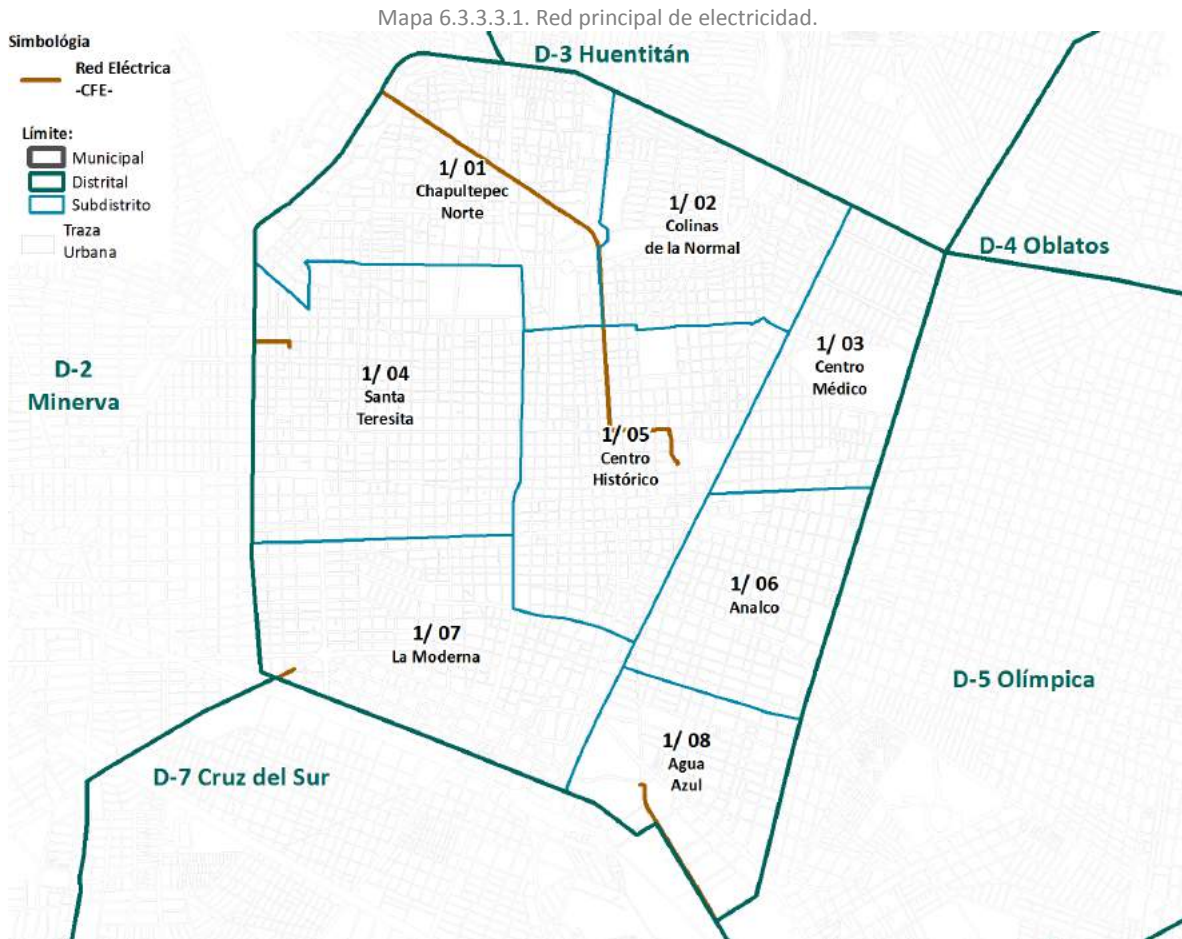 Mapa 6.3.3.3.1. Red principal de electricidad.
Simbológia
Red Eléctrica
-CFE-
Límite:
Municipal
Distrital
Subdistrito
Traza
Urbana
D-3 Huentitán
1/ 01
Chapultepec
Norte
1/ 02
Colinas
de la Normal
D-4 Oblatos
D-2
Minerva
1/ 03
Centro
Médico
1/ 04
Santa
Teresita
1/ 05
Centro
Histórico
1/ 06
Analco
1/ 07
La Moderna
D-5 Olímpica
1/ 08
Agua
Azul
D-7 Cruz del Sur